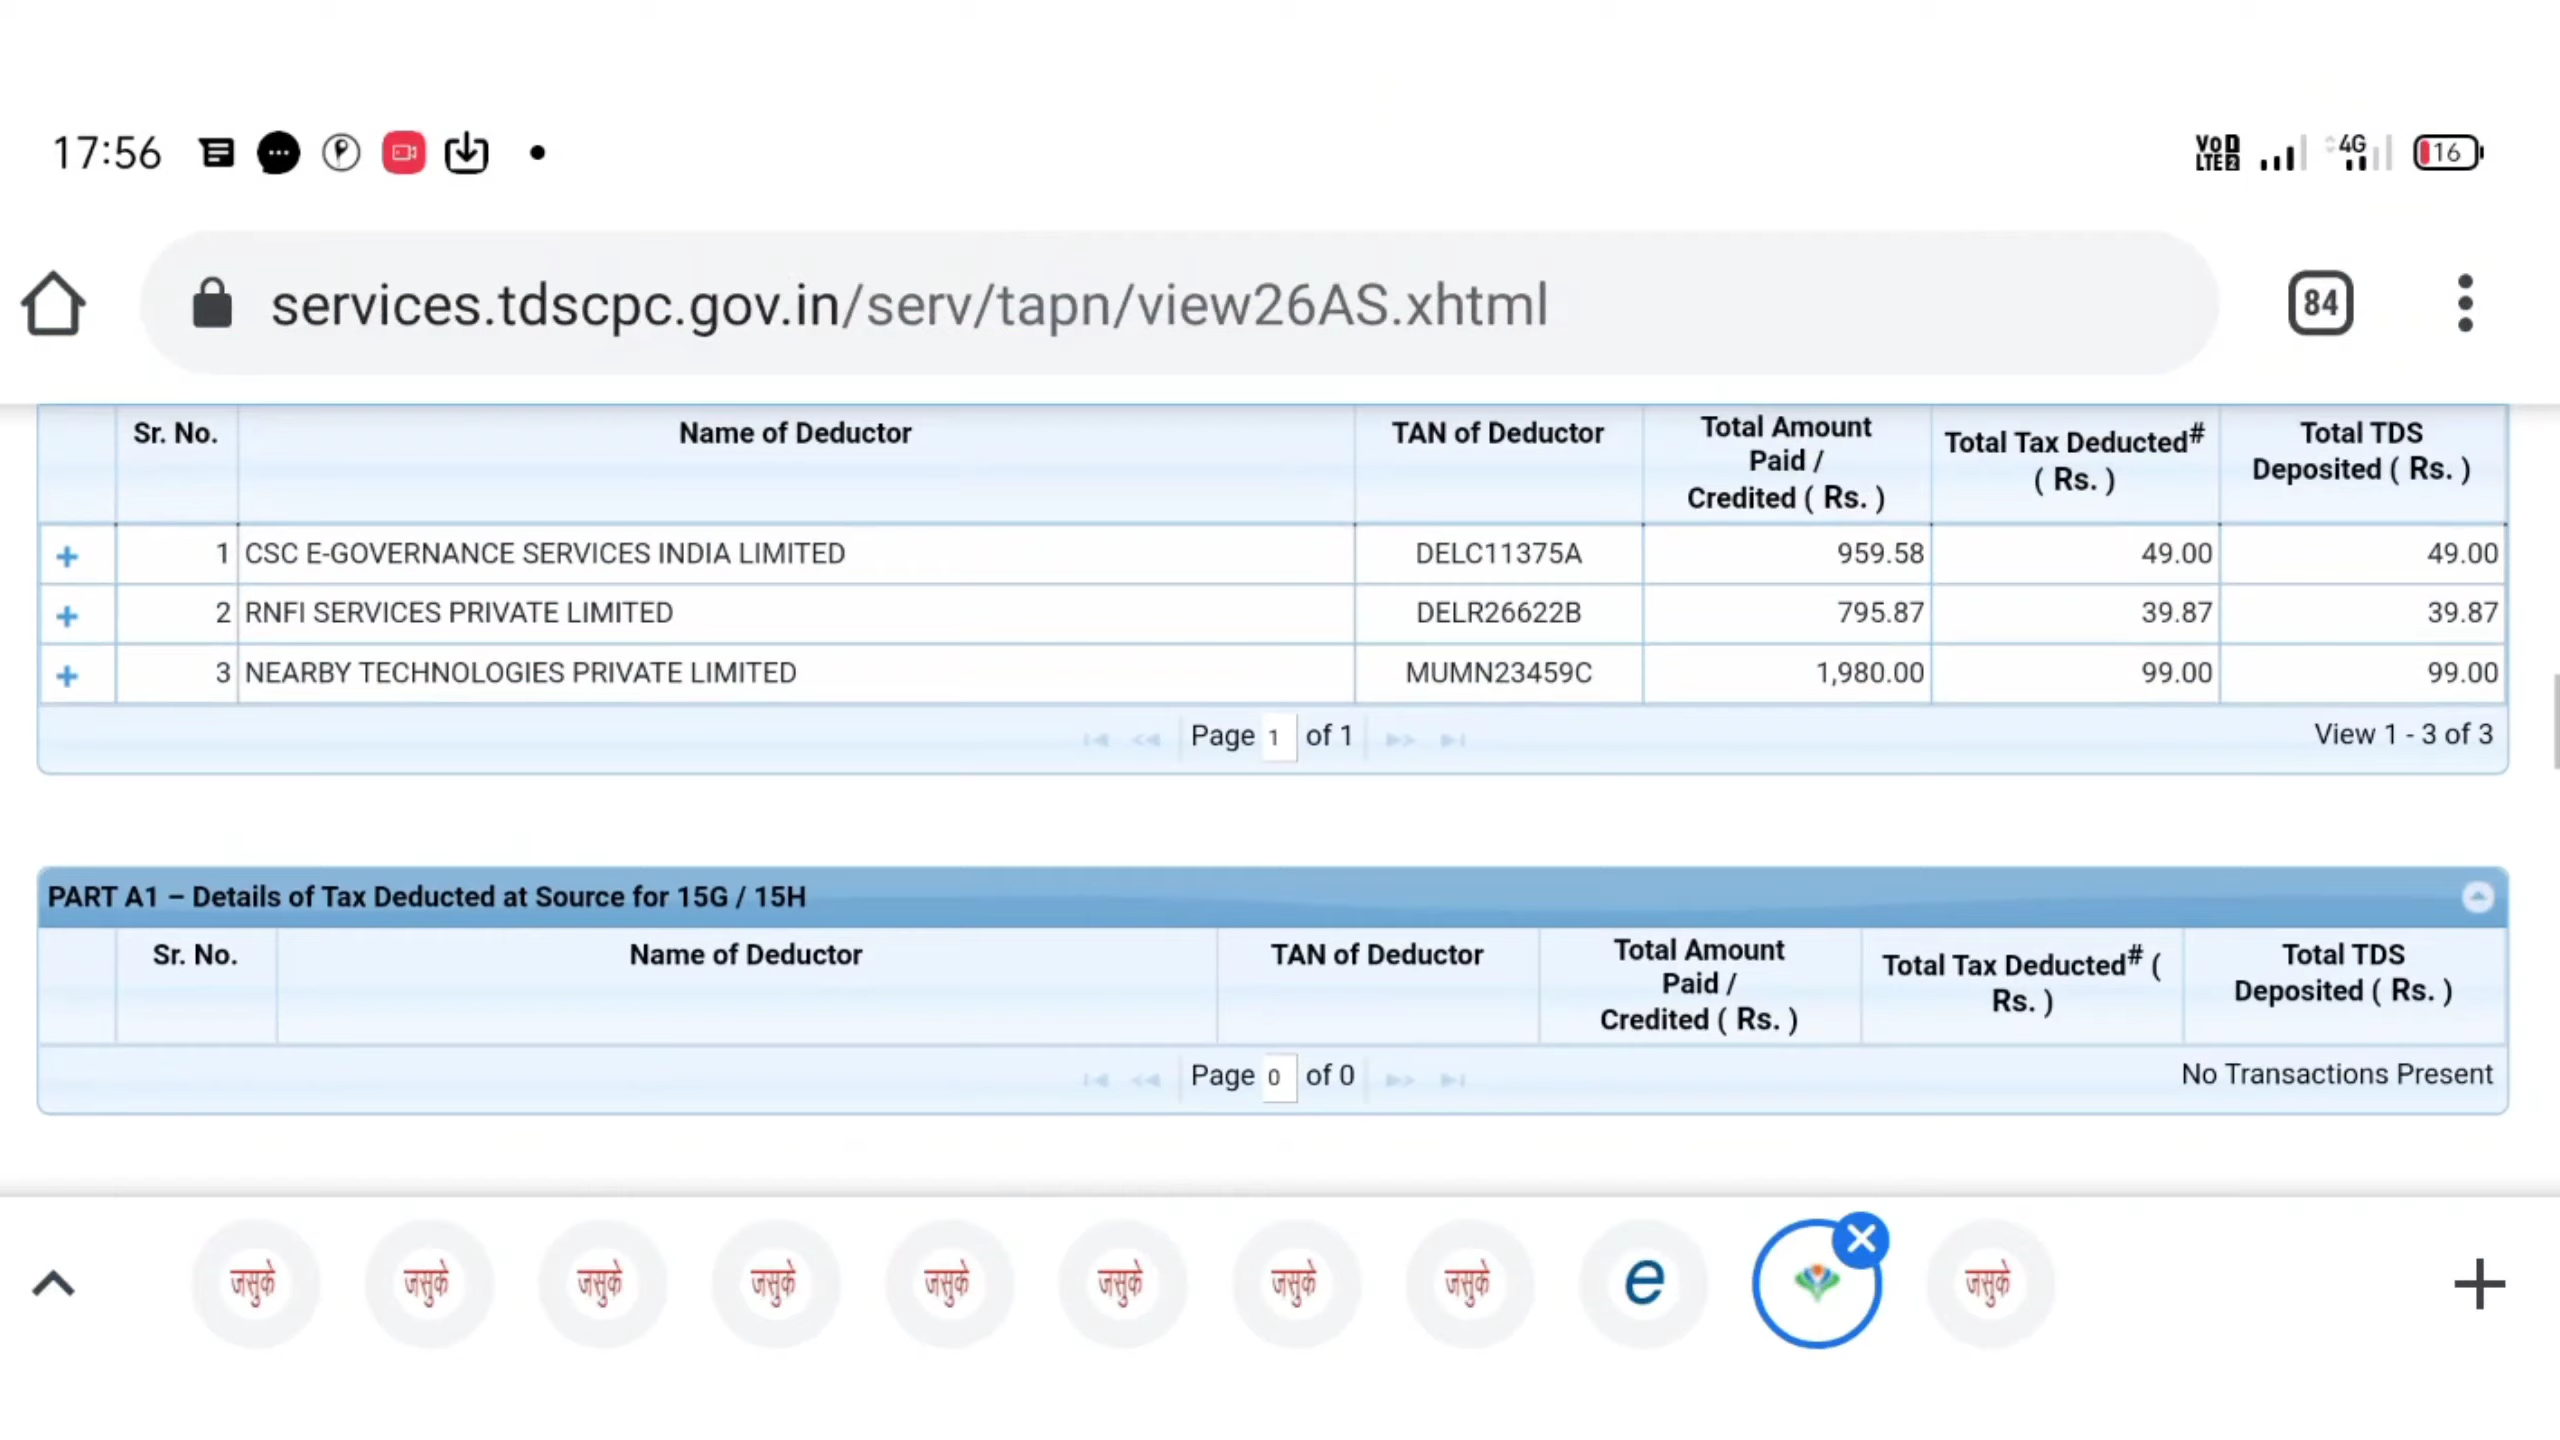 17:56
Vo LTE2 4G 16
services.tdscpc.gov.in/serv/tapn/view26AS.xhtml
84
Sr. No. Name of Deductor TAN of Deductor Total Amount Paid / Credited ( Rs. ) Total Tax Deducted# ( Rs. ) Total TDS Deposited ( Rs. )
1 CSC E-GOVERNANCE SERVICES INDIA LIMITED DELC11375A 959.58 49.00 49.00
2 RNFI SERVICES PRIVATE LIMITED DELR26622B 795.87 39.87 39.87
3 NEARBY TECHNOLOGIES PRIVATE LIMITED MUMN23459C 1,980.00 99.00 99.00
Page 1 of 1 View 1 - 3 of 3
PART A1 – Details of Tax Deducted at Source for 15G / 15H
Sr. No. Name of Deductor TAN of Deductor Total Amount Paid / Credited ( Rs. ) Total Tax Deducted# ( Rs. ) Total TDS Deposited ( Rs. )
Page 0 of 0 No Transactions Present
जसुके जसुके जसुके जसुके जसुके जसुके जसुके जसुके e जसुके